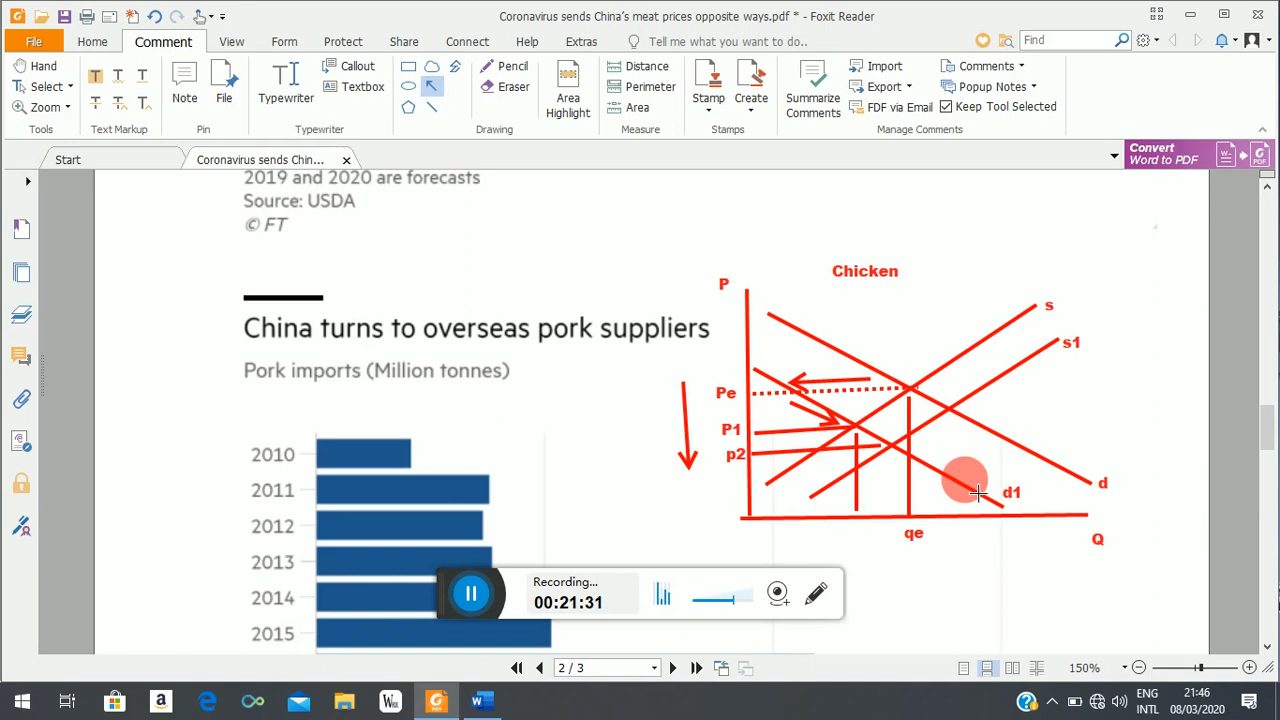 Coronavirus sends China's meat prices opposite ways.pdf * - Foxit Reader
File Home Comment View Form Protect Share Connect Help Extras Tell me what you want to do.. Find
Hand
Select
Zoom
Tools
Text Markup
Note
File
Pin
Typewriter
Callout
Textbox
Typewriter
Pencil
Eraser
Drawing
Area
Highlight
Distance
Perimeter
Area
Measure
Stamp
Create
Stamps
Summarize
Comments
Import
Export
FDF via Email
Comments
Popup Notes
Keep Tool Selected
Manage Comments
Start
Coronavirus sends Chin...
Convert
Word to PDF
2019 and 2020 are forecasts
Source: USDA
© FT
China turns to overseas pork suppliers
Pork imports (Million tonnes)
2010
2011
2012
2013
2014
2015
Chicken
P
s
s1
Pe
P1
p2
d
d1
qe
Q
Recording...
00:21:31
2 / 3
150%
ENG
INTL
21:46
08/03/2020